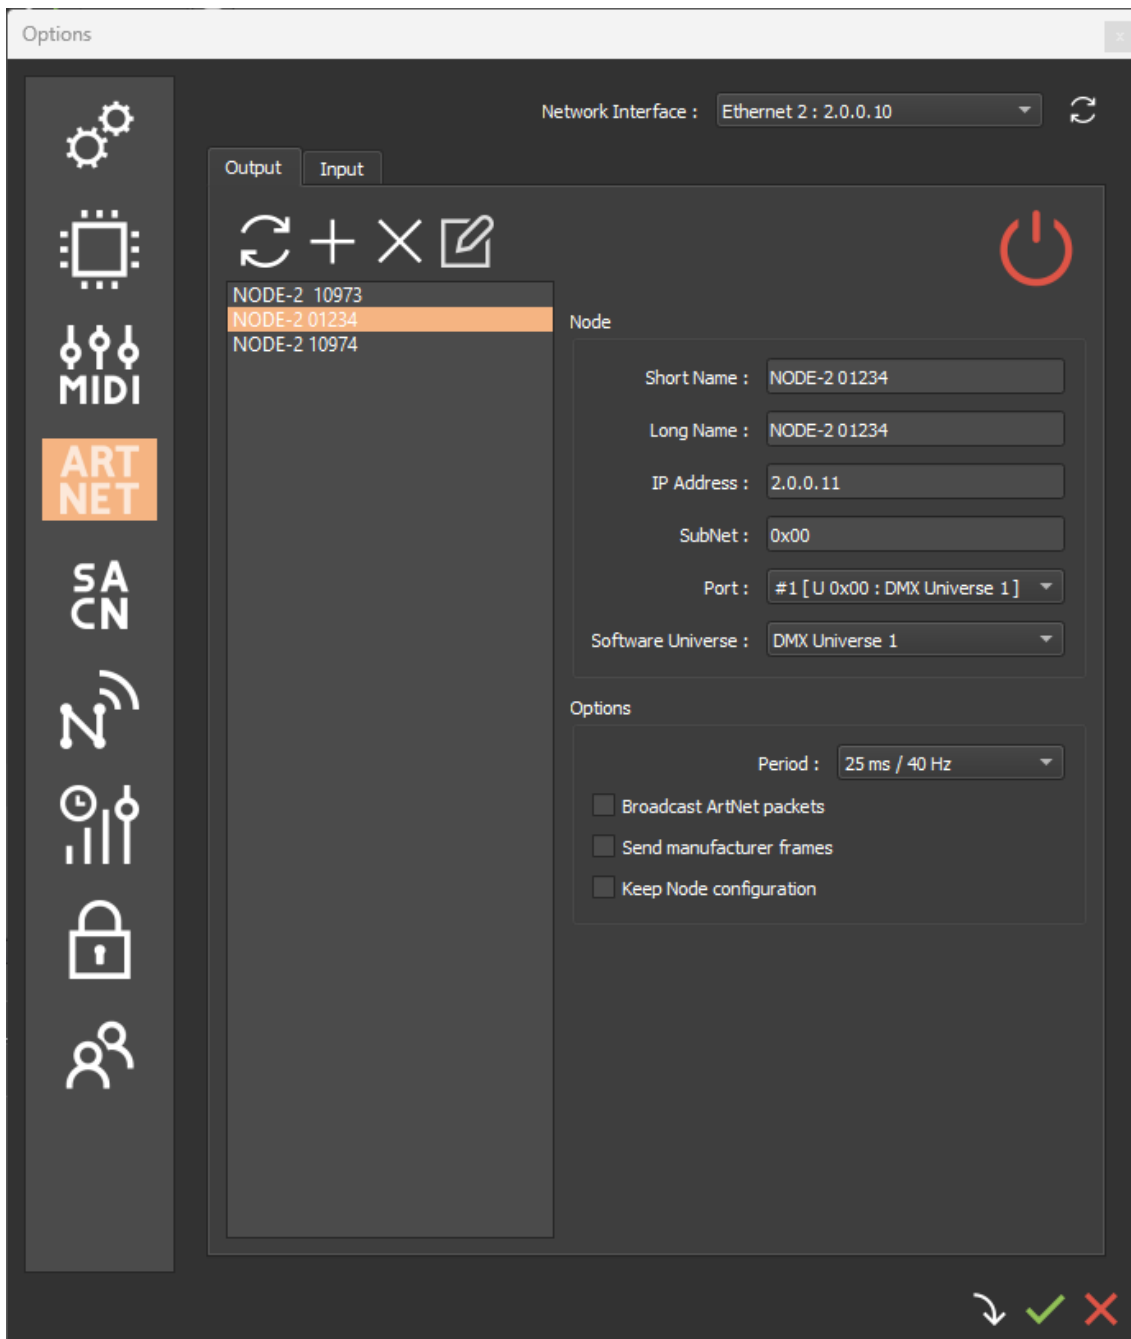 Options
x
Network Interface : Ethernet 2 : 2.0.0.10
Output Input
MIDI
ART
NET
SA
CN
N
NODE-2  10973
NODE-2 01234
NODE-2 10974
Node
Short Name : NODE-2 01234
Long Name : NODE-2 01234
IP Address : 2.0.0.11
SubNet : 0x00
Port : #1 [ U 0x00 : DMX Universe 1 ]
Software Universe : DMX Universe 1
Options
Period : 25 ms / 40 Hz
Broadcast ArtNet packets
Send manufacturer frames
Keep Node configuration